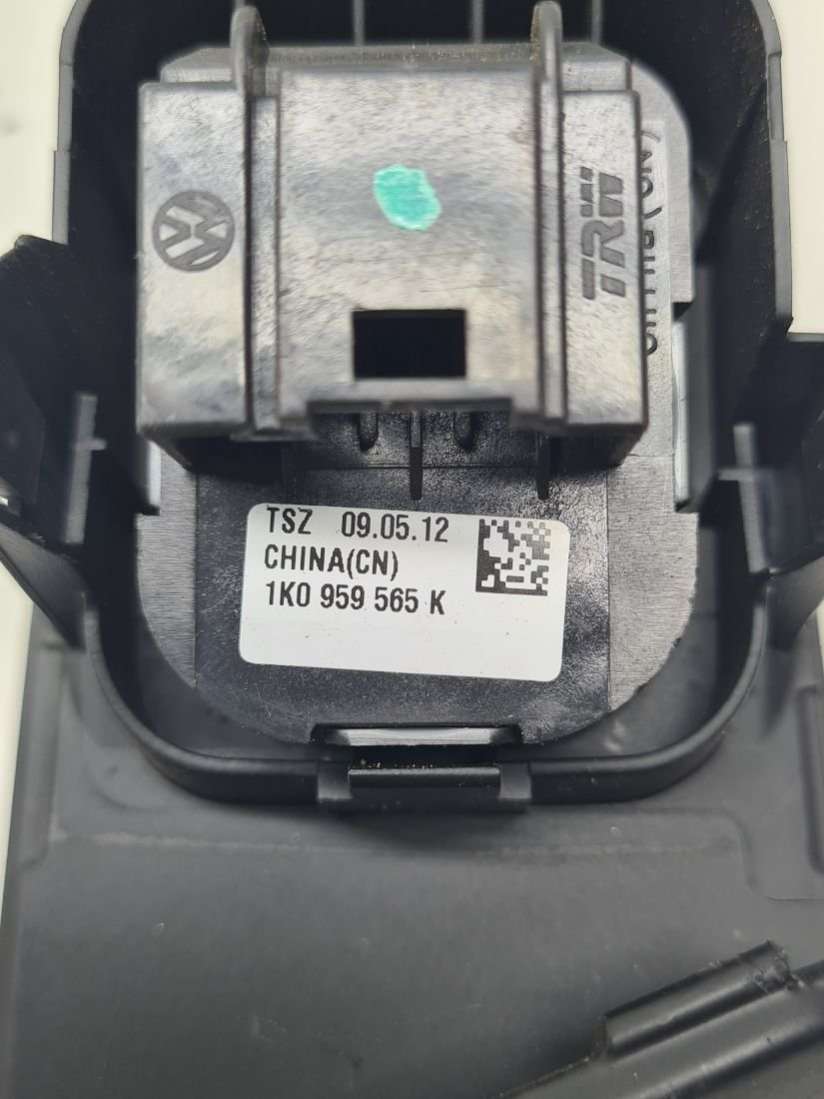 TRW
TSZ 09.05.12
CHINA(CN)
1K0 959 565 K